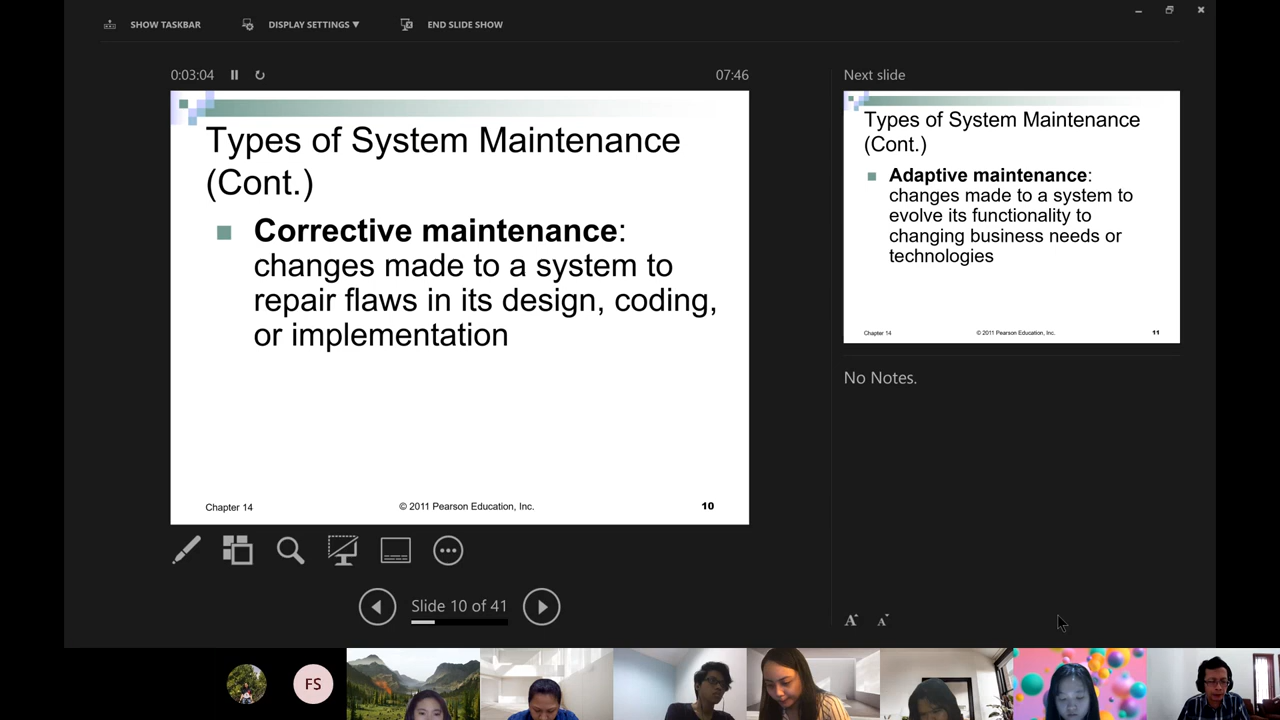 SHOW TASKBAR
DISPLAY SETTINGS ▼
END SLIDE SHOW
0:03:04
07:46
Types of System Maintenance
(Cont.)
Corrective maintenance:
changes made to a system to
repair flaws in its design, coding,
or implementation
Chapter 14
© 2011 Pearson Education, Inc.
10
Slide 10 of 41
Next slide
Types of System Maintenance
(Cont.)
Adaptive maintenance:
changes made to a system to
evolve its functionality to
changing business needs or
technologies
Chapter 14
© 2011 Pearson Education, Inc.
11
No Notes.
A A
FS